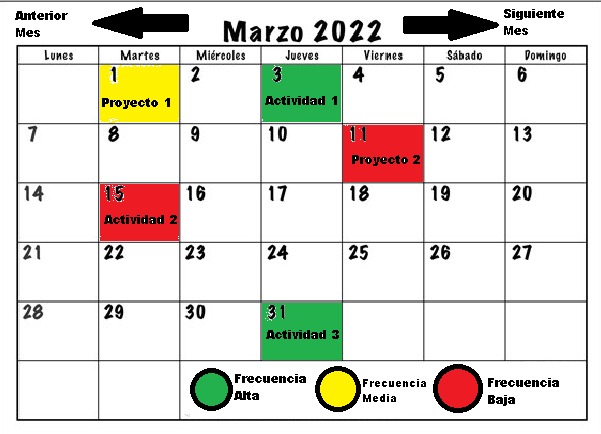 Anterior
Mes
Marzo 2022
Siguiente
Mes
Lunes Martes Miércoles Jueves Viernes Sábado Domingo
1 2 3 4 5 6
Proyecto 1 Actividad 1
7 8 9 10 11 12 13
Proyecto 2
14 15 16 17 18 19 20
Actividad 2
21 22 23 24 25 26 27
28 29 30 31
Actividad 3
Frecuencia
Alta
Frecuencia
Media
Frecuencia
Baja